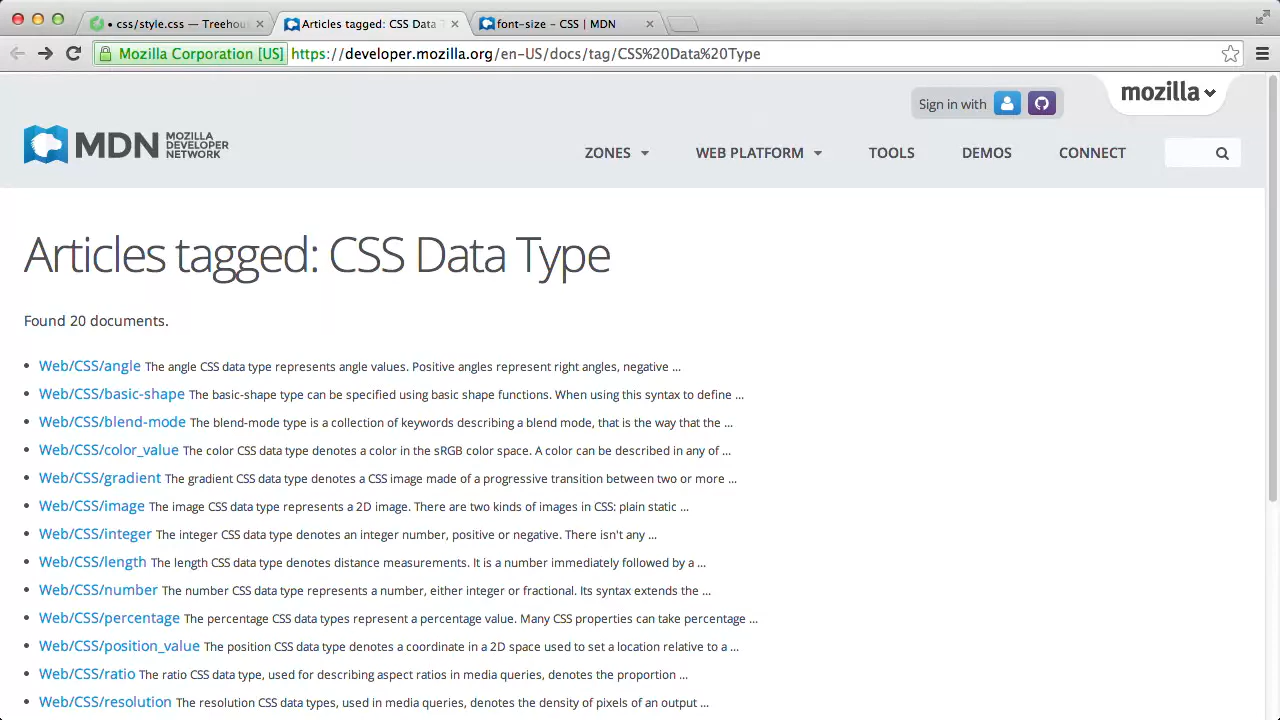 • css/style.css — Treehous
Articles tagged: CSS Data T
font-size - CSS | MDN
Mozilla Corporation [US] https://developer.mozilla.org/en-US/docs/tag/CSS%20Data%20Type
Sign in with
mozilla
MDN MOZILLA DEVELOPER NETWORK
ZONES WEB PLATFORM TOOLS DEMOS CONNECT
Articles tagged: CSS Data Type
Found 20 documents.
• Web/CSS/angle The angle CSS data type represents angle values. Positive angles represent right angles, negative ...
• Web/CSS/basic-shape The basic-shape type can be specified using basic shape functions. When using this syntax to define ...
• Web/CSS/blend-mode The blend-mode type is a collection of keywords describing a blend mode, that is the way that the ...
• Web/CSS/color_value The color CSS data type denotes a color in the sRGB color space. A color can be described in any of ...
• Web/CSS/gradient The gradient CSS data type denotes a CSS image made of a progressive transition between two or more ...
• Web/CSS/image The image CSS data type represents a 2D image. There are two kinds of images in CSS: plain static ...
• Web/CSS/integer The integer CSS data type denotes an integer number, positive or negative. There isn't any ...
• Web/CSS/length The length CSS data type denotes distance measurements. It is a number immediately followed by a ...
• Web/CSS/number The number CSS data type represents a number, either integer or fractional. Its syntax extends the ...
• Web/CSS/percentage The percentage CSS data types represent a percentage value. Many CSS properties can take percentage ...
• Web/CSS/position_value The position CSS data type denotes a coordinate in a 2D space used to set a location relative to a ...
• Web/CSS/ratio The ratio CSS data type, used for describing aspect ratios in media queries, denotes the proportion ...
• Web/CSS/resolution The resolution CSS data types, used in media queries, denotes the density of pixels of an output ...